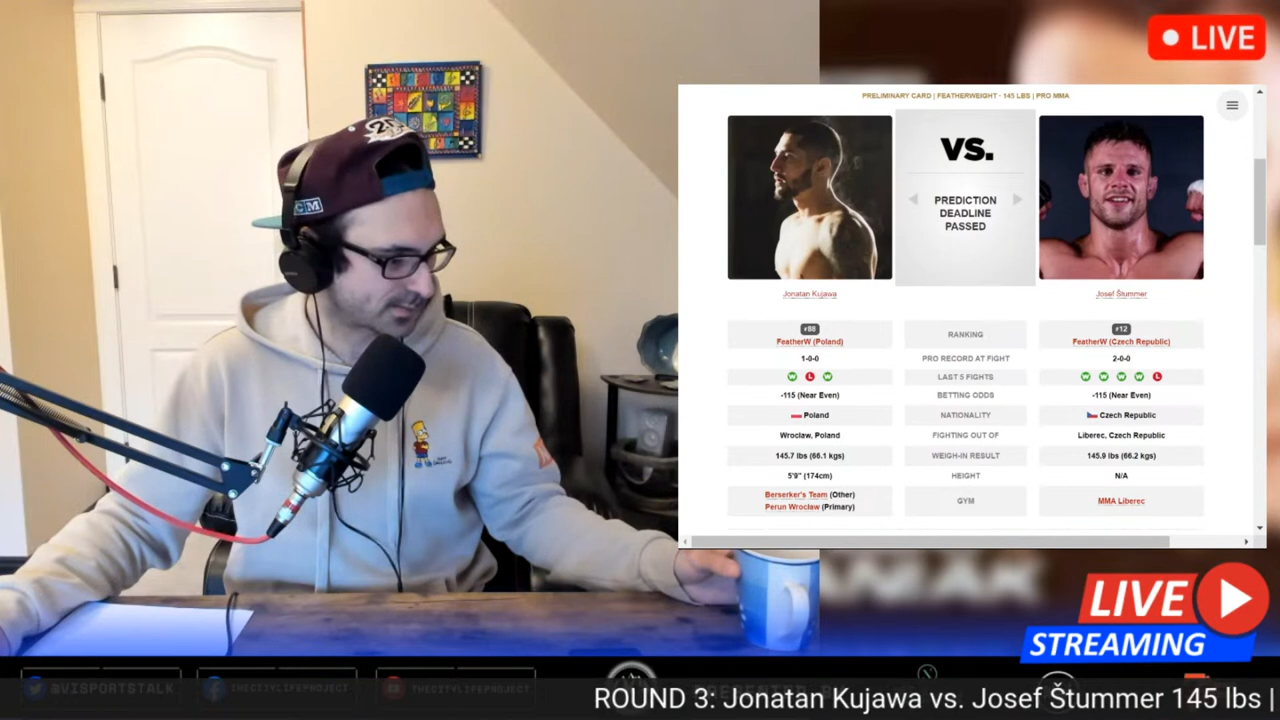 LIVE
PRELIMINARY CARD | FEATHERWEIGHT · 145 LBS | PRO MMA
VS.
PREDICTION
DEADLINE
PASSED
Jonatan Kujawa
Josef Štummer
#88 RANKING #12
FeatherW (Poland) FeatherW (Czech Republic)
1-0-0 PRO RECORD AT FIGHT 2-0-0
W L W LAST 5 FIGHTS W W W W L
-115 (Near Even) BETTING ODDS -115 (Near Even)
Poland NATIONALITY Czech Republic
Wroclaw, Poland FIGHTING OUT OF Liberec, Czech Republic
145.7 lbs (66.1 kgs) WEIGH-IN RESULT 145.9 lbs (66.2 kgs)
5'9" (174cm) HEIGHT N/A
Berserker's Team (Other) GYM MMA Liberec
Perun Wrocław (Primary)
CCM
LIVE
STREAMING
@VISPORTSTALK THECITYLIFEPROJECT THECITYLIFEPROJECT
ROUND 3: Jonatan Kujawa vs. Josef Štummer 145 lbs |